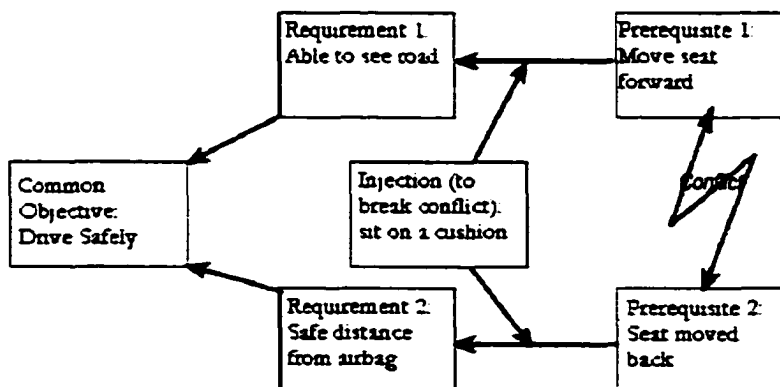 Requirement 1:
Able to see road
Prerequisite 1:
Move seat
forward
Common
Objective:
Drive Safely
Injection (to
break conflict):
sit on a cushion
Conflict
Requirement 2:
Safe distance
from airbag
Prerequisite 2:
Seat moved
back